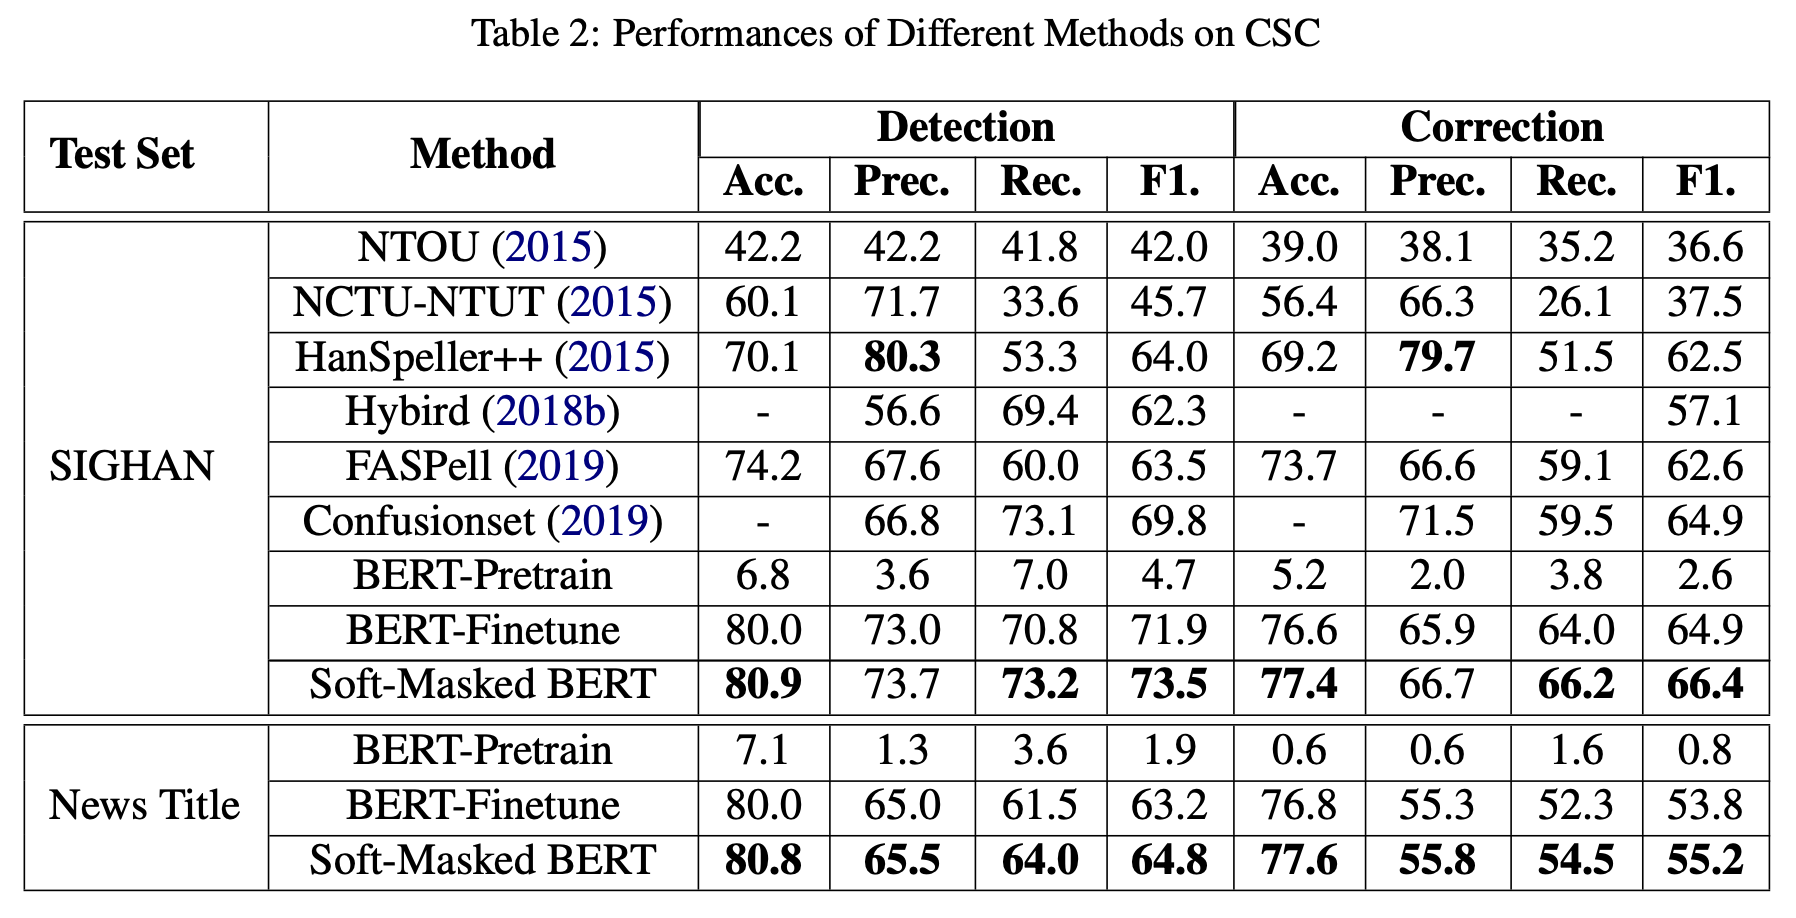 Table 2: Performances of Different Methods on CSC
Test Set Method Detection Correction
Acc. Prec. Rec. F1. Acc. Prec. Rec. F1.
SIGHAN
NTOU (2015) 42.2 42.2 41.8 42.0 39.0 38.1 35.2 36.6
NCTU-NTUT (2015) 60.1 71.7 33.6 45.7 56.4 66.3 26.1 37.5
HanSpeller++ (2015) 70.1 80.3 53.3 64.0 69.2 79.7 51.5 62.5
Hybird (2018b) - 56.6 69.4 62.3 - - - 57.1
FASPell (2019) 74.2 67.6 60.0 63.5 73.7 66.6 59.1 62.6
Confusionset (2019) - 66.8 73.1 69.8 - 71.5 59.5 64.9
BERT-Pretrain 6.8 3.6 7.0 4.7 5.2 2.0 3.8 2.6
BERT-Finetune 80.0 73.0 70.8 71.9 76.6 65.9 64.0 64.9
Soft-Masked BERT 80.9 73.7 73.2 73.5 77.4 66.7 66.2 66.4
News Title
BERT-Pretrain 7.1 1.3 3.6 1.9 0.6 0.6 1.6 0.8
BERT-Finetune 80.0 65.0 61.5 63.2 76.8 55.3 52.3 53.8
Soft-Masked BERT 80.8 65.5 64.0 64.8 77.6 55.8 54.5 55.2